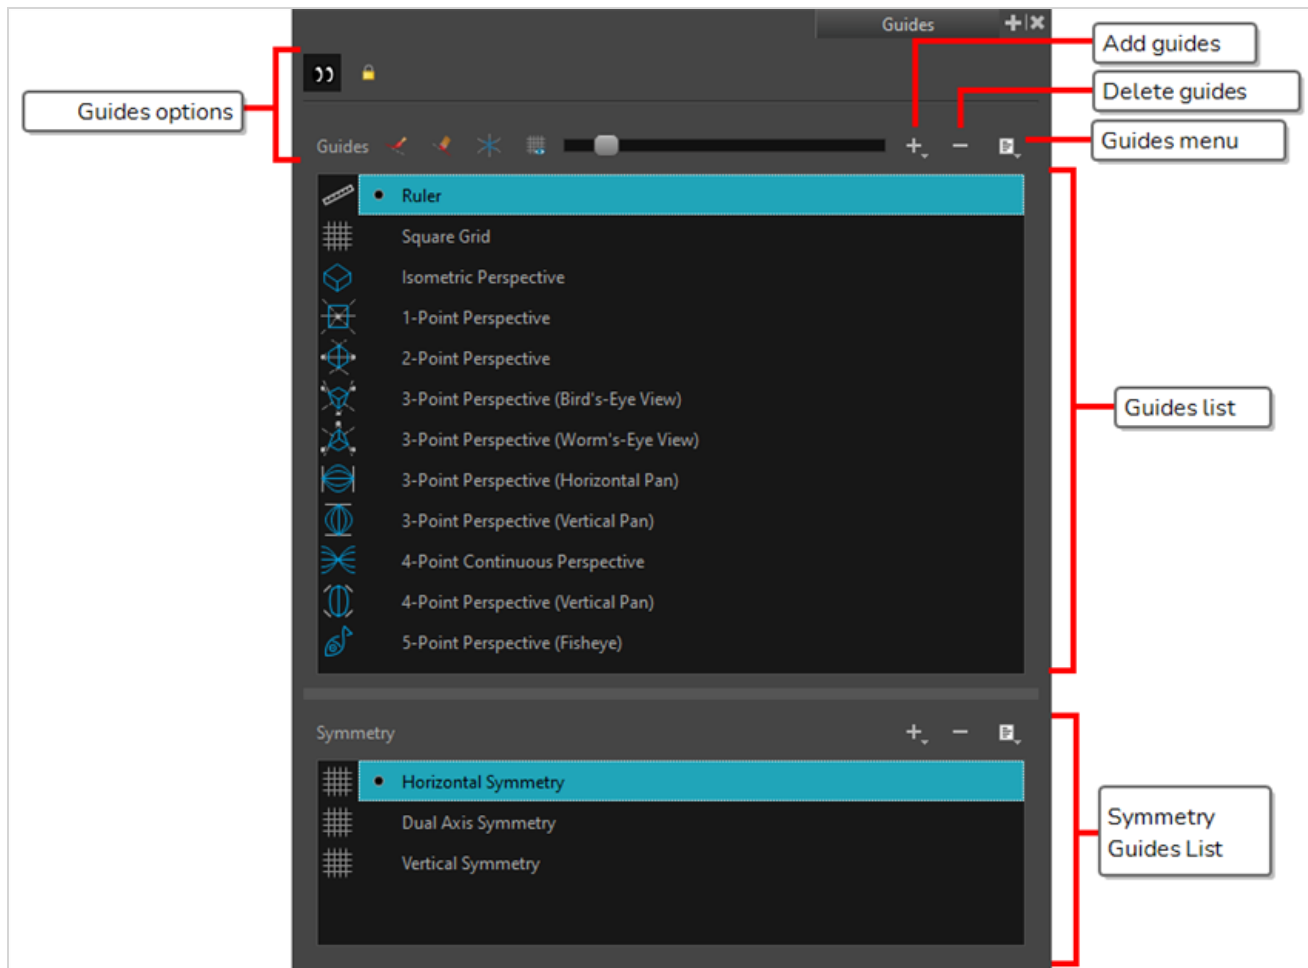 Guides
Add guides
Delete guides
Guides options
Guides menu
Guides
Ruler
Square Grid
Isometric Perspective
1-Point Perspective
2-Point Perspective
3-Point Perspective (Bird's-Eye View)
Guides list
3-Point Perspective (Worm's-Eye View)
3-Point Perspective (Horizontal Pan)
3-Point Perspective (Vertical Pan)
4-Point Continuous Perspective
4-Point Perspective (Vertical Pan)
5-Point Perspective (Fisheye)
Symmetry
Horizontal Symmetry
Dual Axis Symmetry
Vertical Symmetry
Symmetry
Guides List